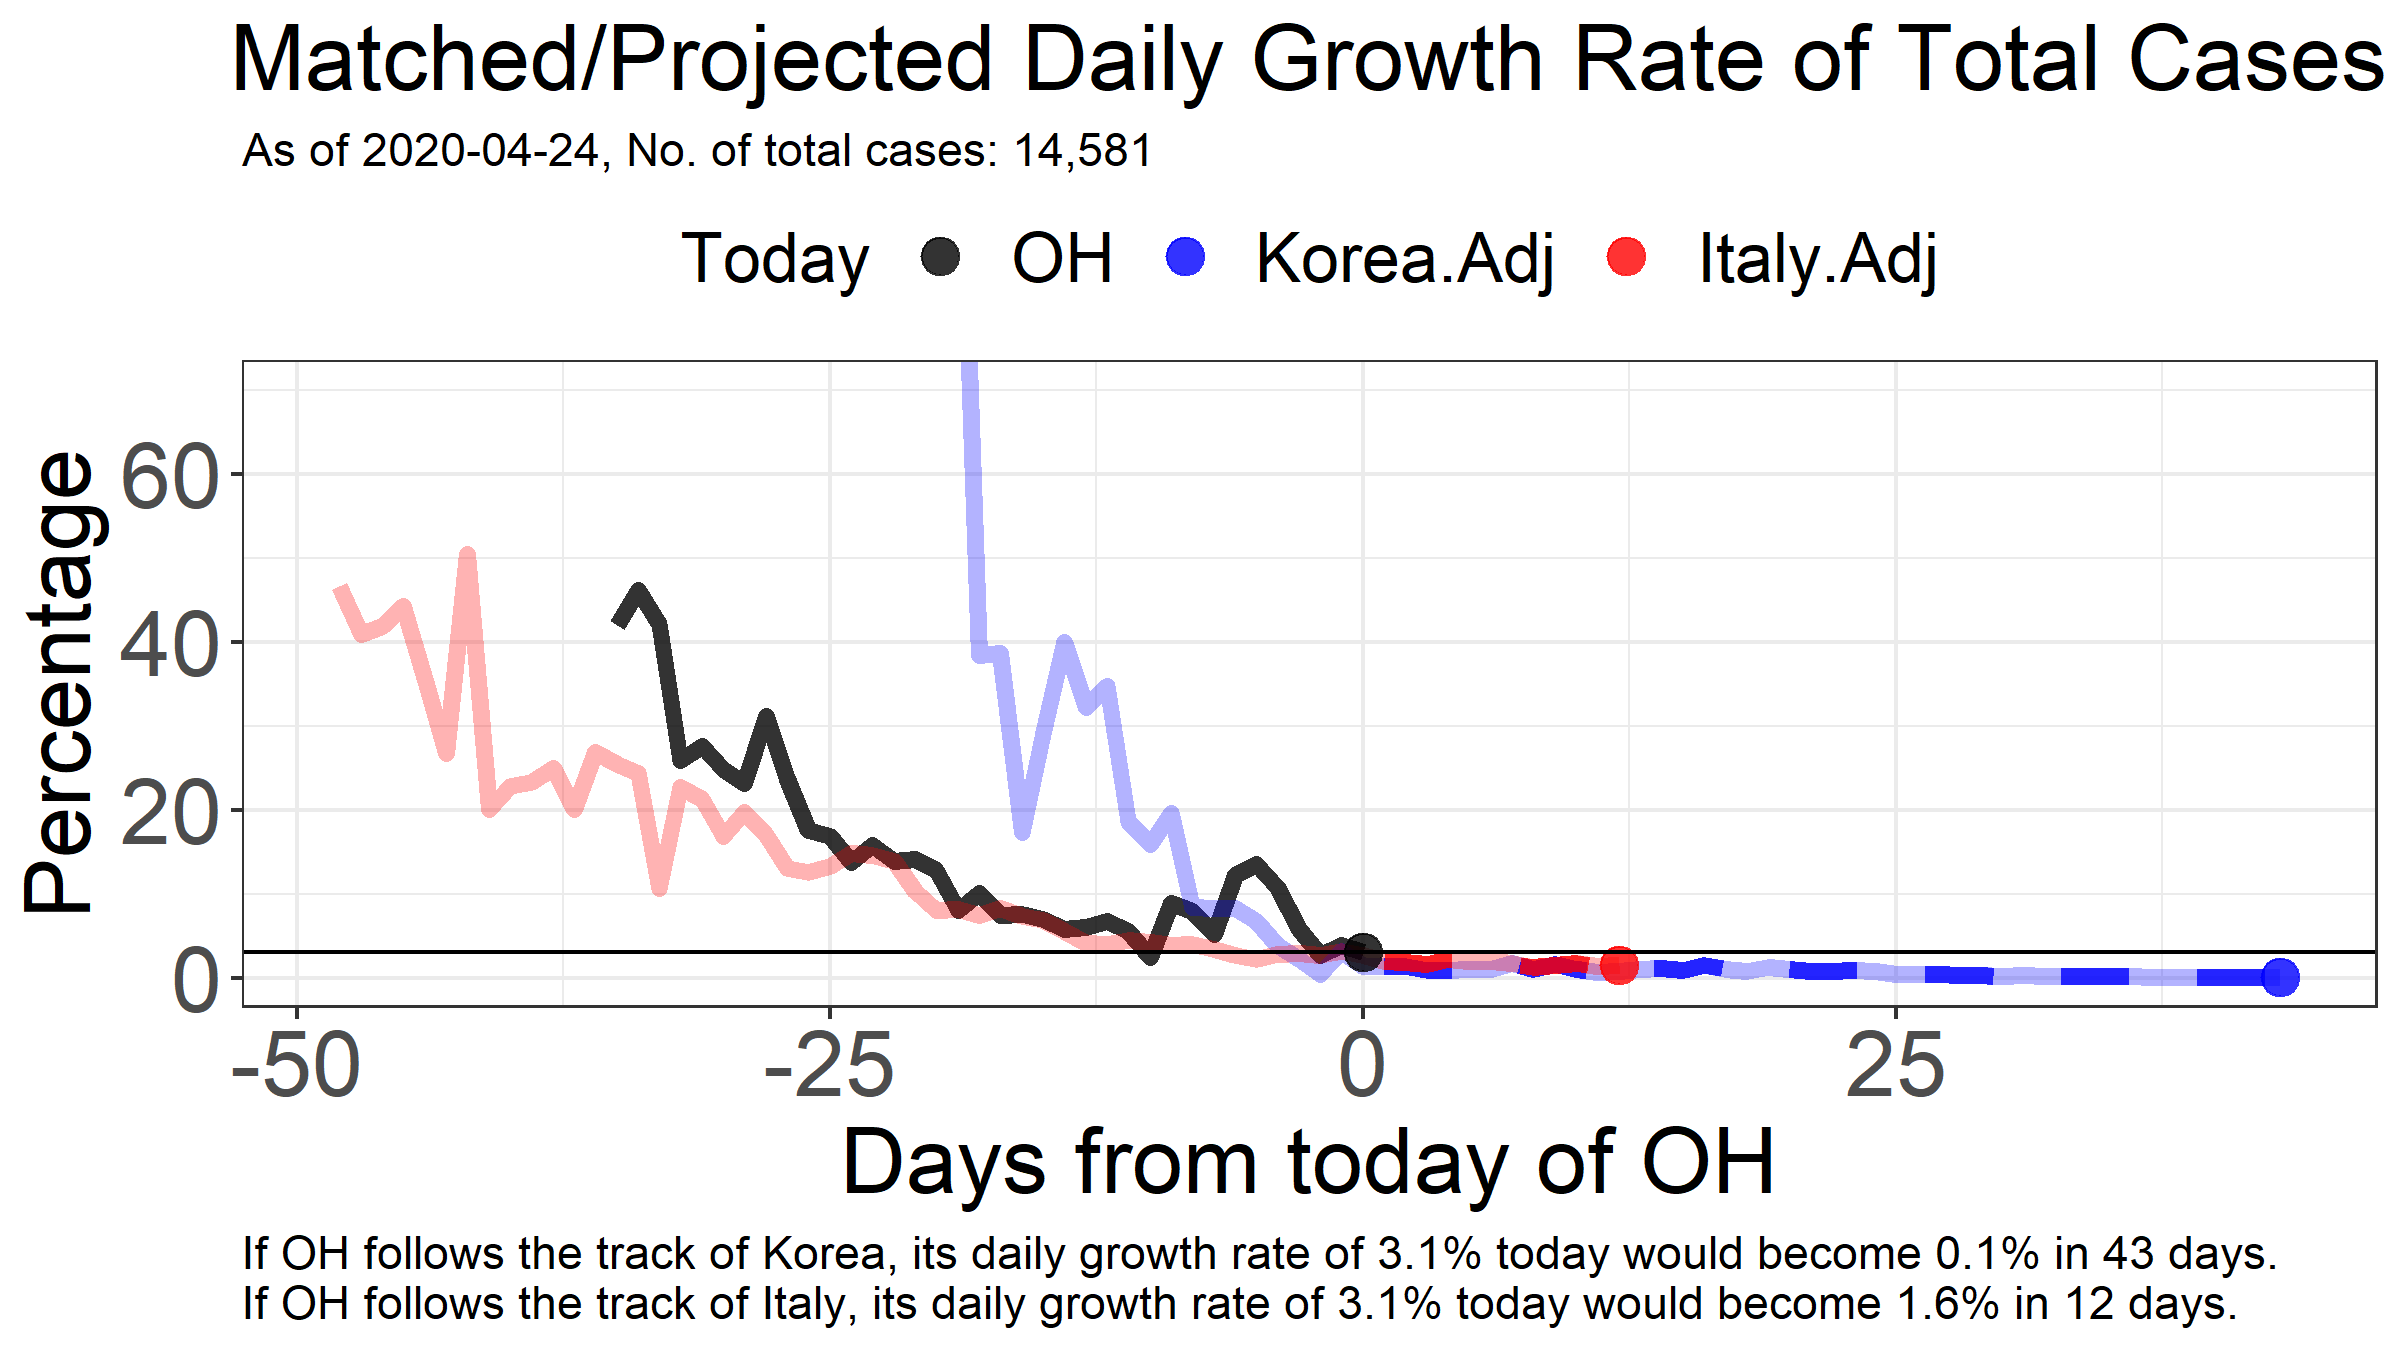 Matched/Projected Daily Growth Rate of Total Cases
As of 2020-04-24, No. of total cases: 14,581
Today OH Korea.Adj Italy.Adj
Percentage
60
40
20
0
-50 -25 0 25
Days from today of OH
If OH follows the track of Korea, its daily growth rate of 3.1% today would become 0.1% in 43 days.
If OH follows the track of Italy, its daily growth rate of 3.1% today would become 1.6% in 12 days.